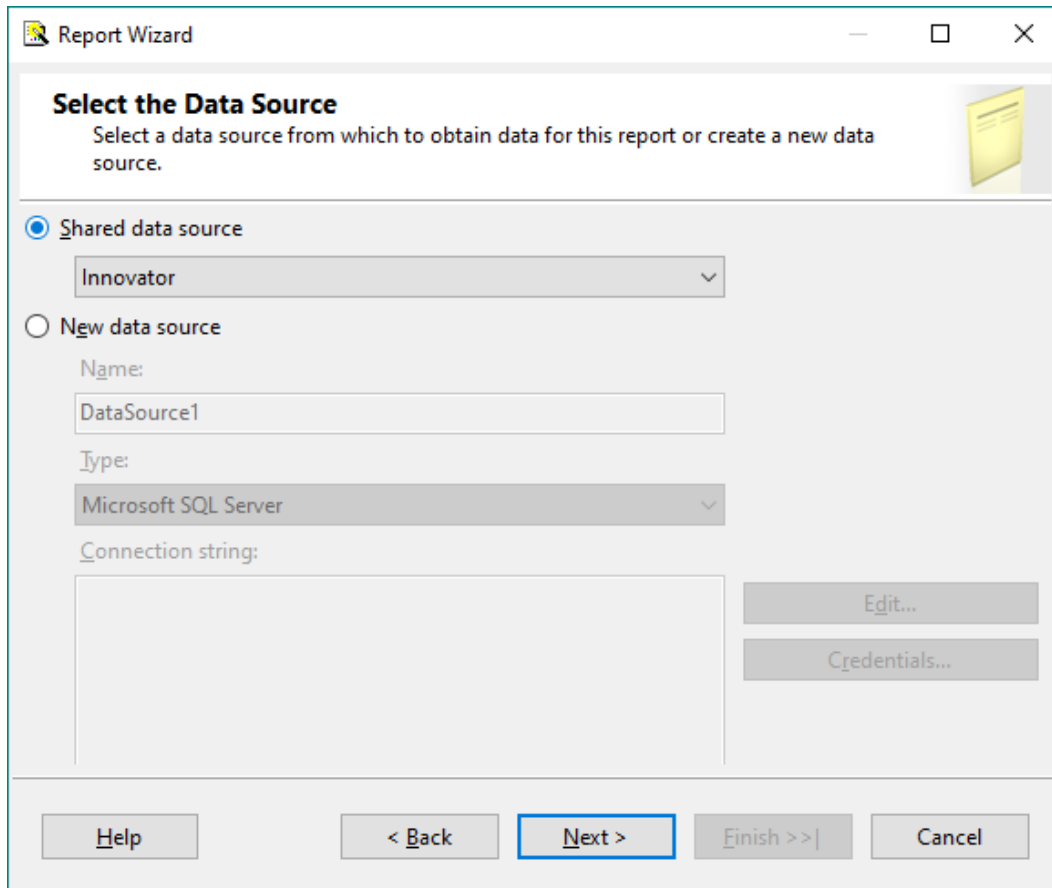 Report Wizard
Select the Data Source
Select a data source from which to obtain data for this report or create a new data
source.
Shared data source
Innovator
New data source
Name:
DataSource1
Type:
Microsoft SQL Server
Connection string:
Edit...
Credentials...
Help
< Back
Next >
Finish >>|
Cancel